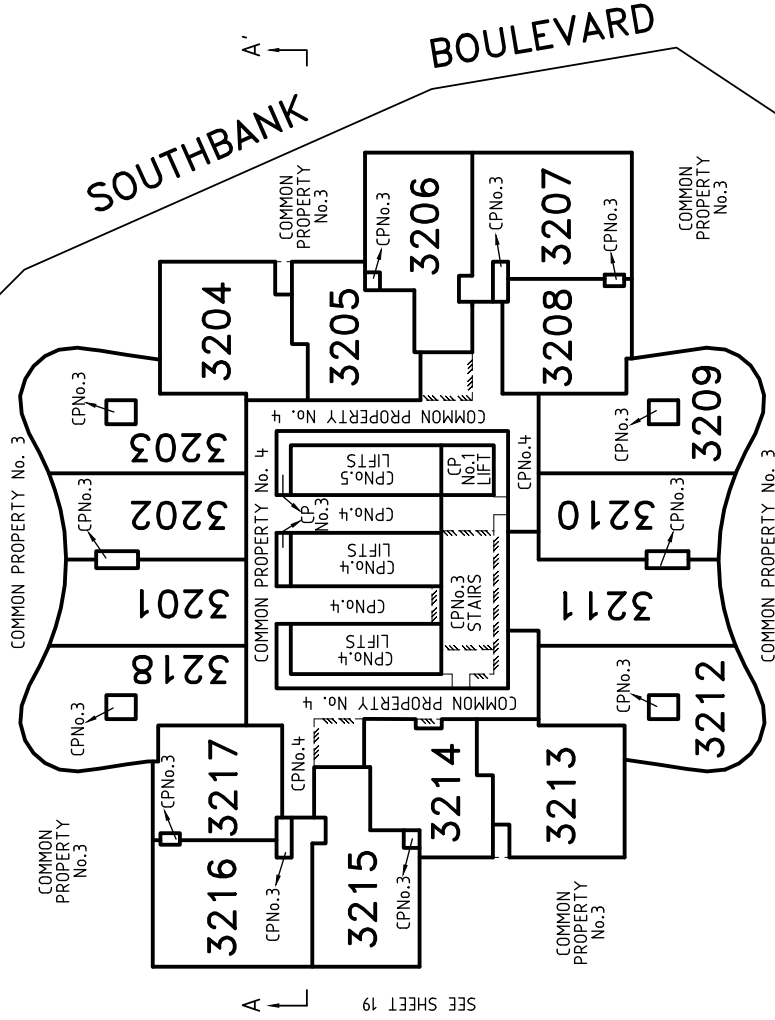 A'
BOULEVARD
SOUTHBANK
COMMON
PROPERTY
No.3
3206
CPNo.3
3207
CPNo.3
CPNo.3
COMMON
PROPERTY
No.3
3204
3205
3208
CPNo.3
3203
COMMON PROPERTY No. 4
CPNo.3
3209
COMMON PROPERTY No. 3
CPNo.3
3202
COMMON PROPERTY No. 4
CPNo.5
LIFTS
CP
No.1
LIFT
CPNo.4
CP
No.3
CPNo.4
3210
CPNo.3
COMMON PROPERTY No. 3
3201
CPNo.4
LIFTS
CPNo.4
CPNo.3
STAIRS
3211
CPNo.3
3218
CPNo.4
LIFTS
COMMON PROPERTY No. 4
CPNo.3
3212
CPNo.3
3217
CPNo.4
3214
3213
COMMON
PROPERTY
No.3
3216
CPNo.3
3215
CPNo.3
COMMON
PROPERTY
No.3
A
SEE SHEET 19